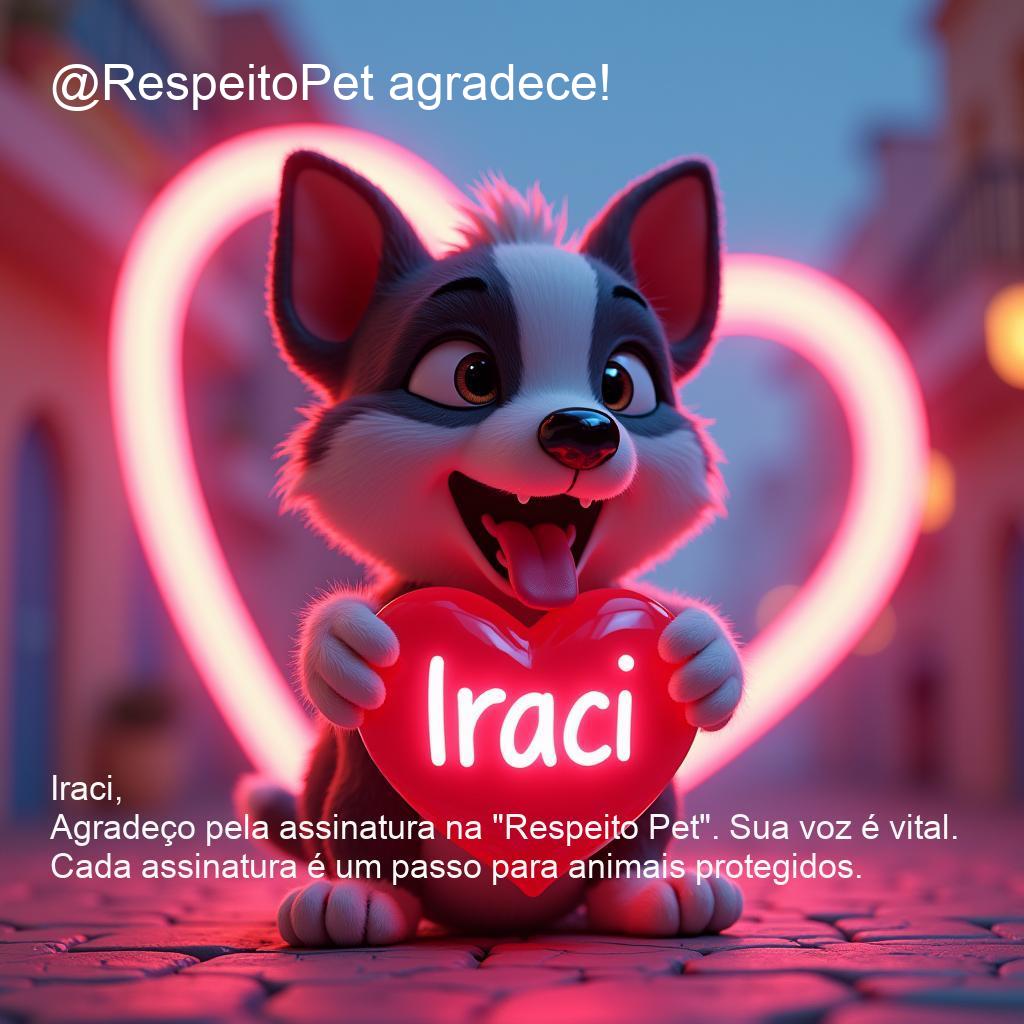 @RespeitoPet agradece!
Iraci
Iraci,
Agradeço pela assinatura na "Respeito Pet". Sua voz é vital.
Cada assinatura é um passo para animais protegidos.